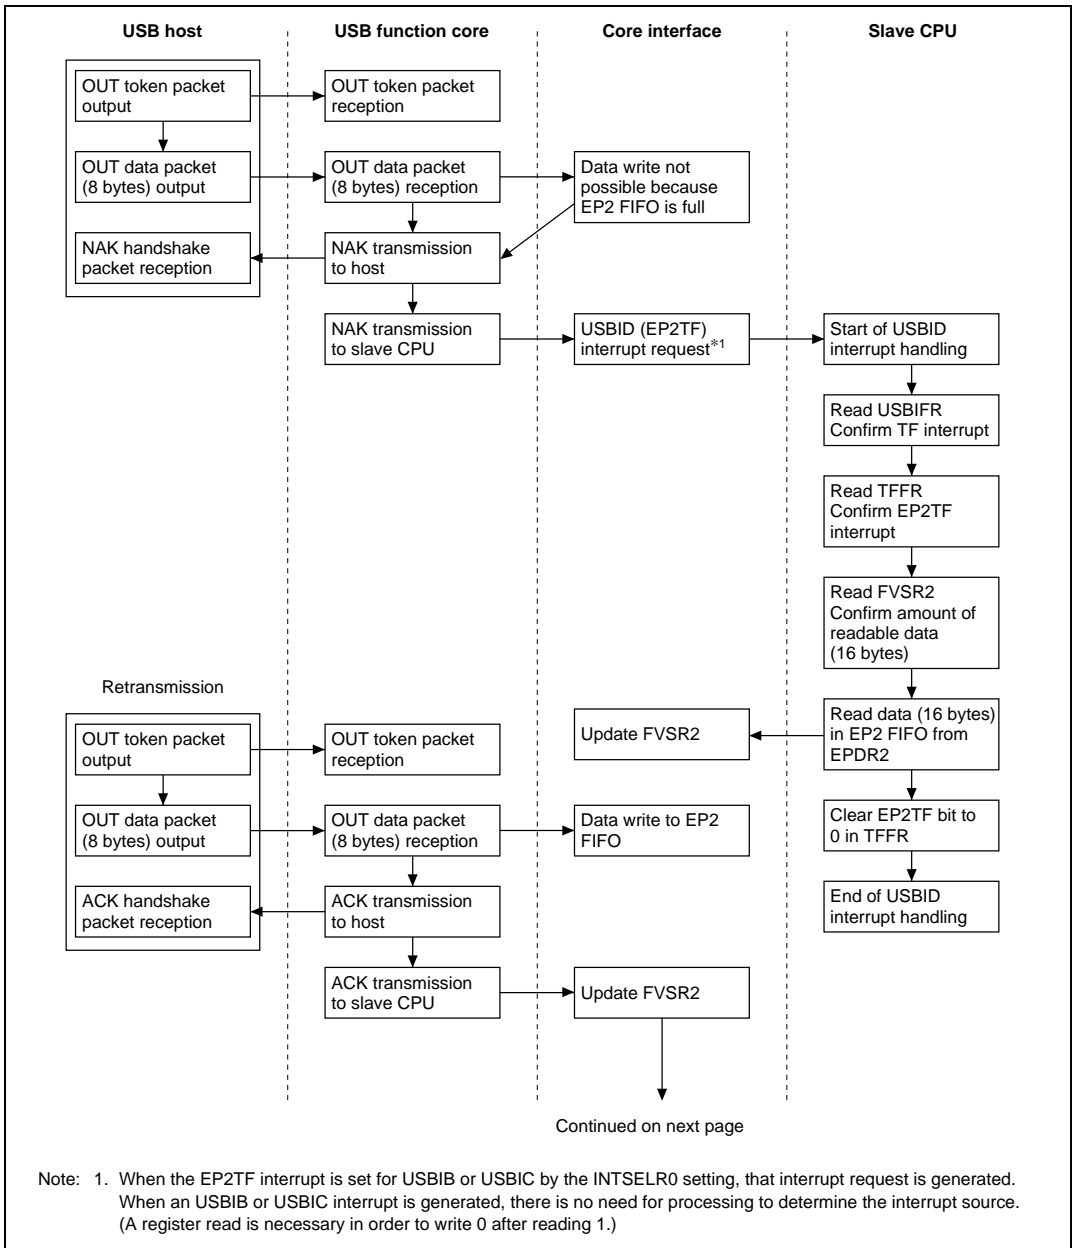 USB host
USB function core
Core interface
Slave CPU
OUT token packet
output
OUT token packet
reception
OUT data packet
(8 bytes) output
OUT data packet
(8 bytes) reception
Data write not
possible because
EP2 FIFO is full
NAK handshake
packet reception
NAK transmission
to host
NAK transmission
to slave CPU
USBID (EP2TF)
interrupt request*1
Start of USBID
interrupt handling
Read USBIFR
Confirm TF interrupt
Read TFFR
Confirm EP2TF
interrupt
Read FVSR2
Confirm amount of
readable data
(16 bytes)
Retransmission
OUT token packet
output
OUT token packet
reception
Update FVSR2
Read data (16 bytes)
in EP2 FIFO from
EPDR2
OUT data packet
(8 bytes) output
OUT data packet
(8 bytes) reception
Data write to EP2
FIFO
Clear EP2TF bit to
0 in TFFR
ACK handshake
packet reception
ACK transmission
to host
End of USBID
interrupt handling
ACK transmission
to slave CPU
Update FVSR2
Continued on next page
Note: 1. When the EP2TF interrupt is set for USBIB or USBIC by the INTSELR0 setting, that interrupt request is generated.
When an USBIB or USBIC interrupt is generated, there is no need for processing to determine the interrupt source.
(A register read is necessary in order to write 0 after reading 1.)